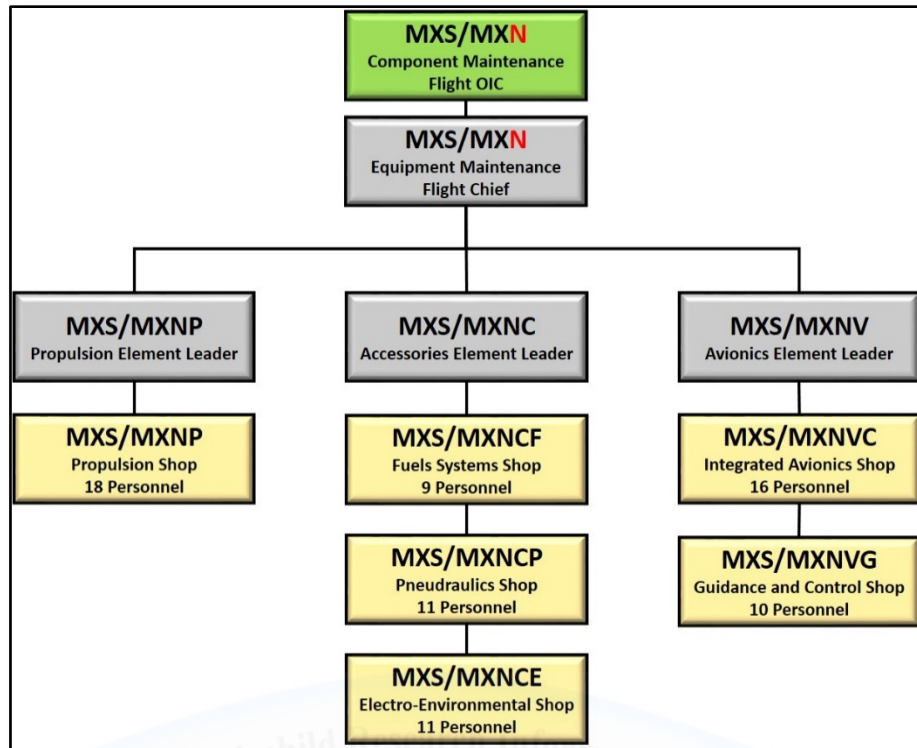 MXS/MXN
Component Maintenance
Flight OIC
MXS/MXN
Equipment Maintenance
Flight Chief
MXS/MXNP
Propulsion Element Leader
MXS/MXNC
Accessories Element Leader
MXS/MXNV
Avionics Element Leader
MXS/MXNP
Propulsion Shop
18 Personnel
MXS/MXNCF
Fuels Systems Shop
9 Personnel
MXS/MXNVC
Integrated Avionics Shop
16 Personnel
MXS/MXNCP
Pneudraulics Shop
11 Personnel
MXS/MXNVG
Guidance and Control Shop
10 Personnel
MXS/MXNCE
Electro-Environmental Shop
11 Personnel